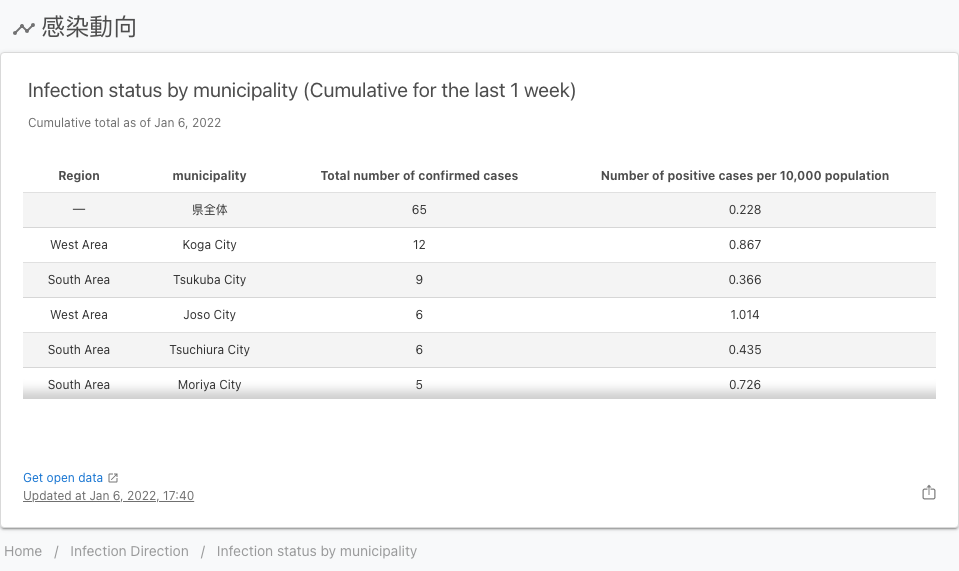 感染動向
Infection status by municipality (Cumulative for the last 1 week)
Cumulative total as of Jan 6, 2022
Region municipality Total number of confirmed cases Number of positive cases per 10,000 population
— 県全体 65 0.228
West Area Koga City 12 0.867
South Area Tsukuba City 9 0.366
West Area Joso City 6 1.014
South Area Tsuchiura City 6 0.435
South Area Moriya City 5 0.726
Get open data
Updated at Jan 6, 2022, 17:40
Home / Infection Direction / Infection status by municipality